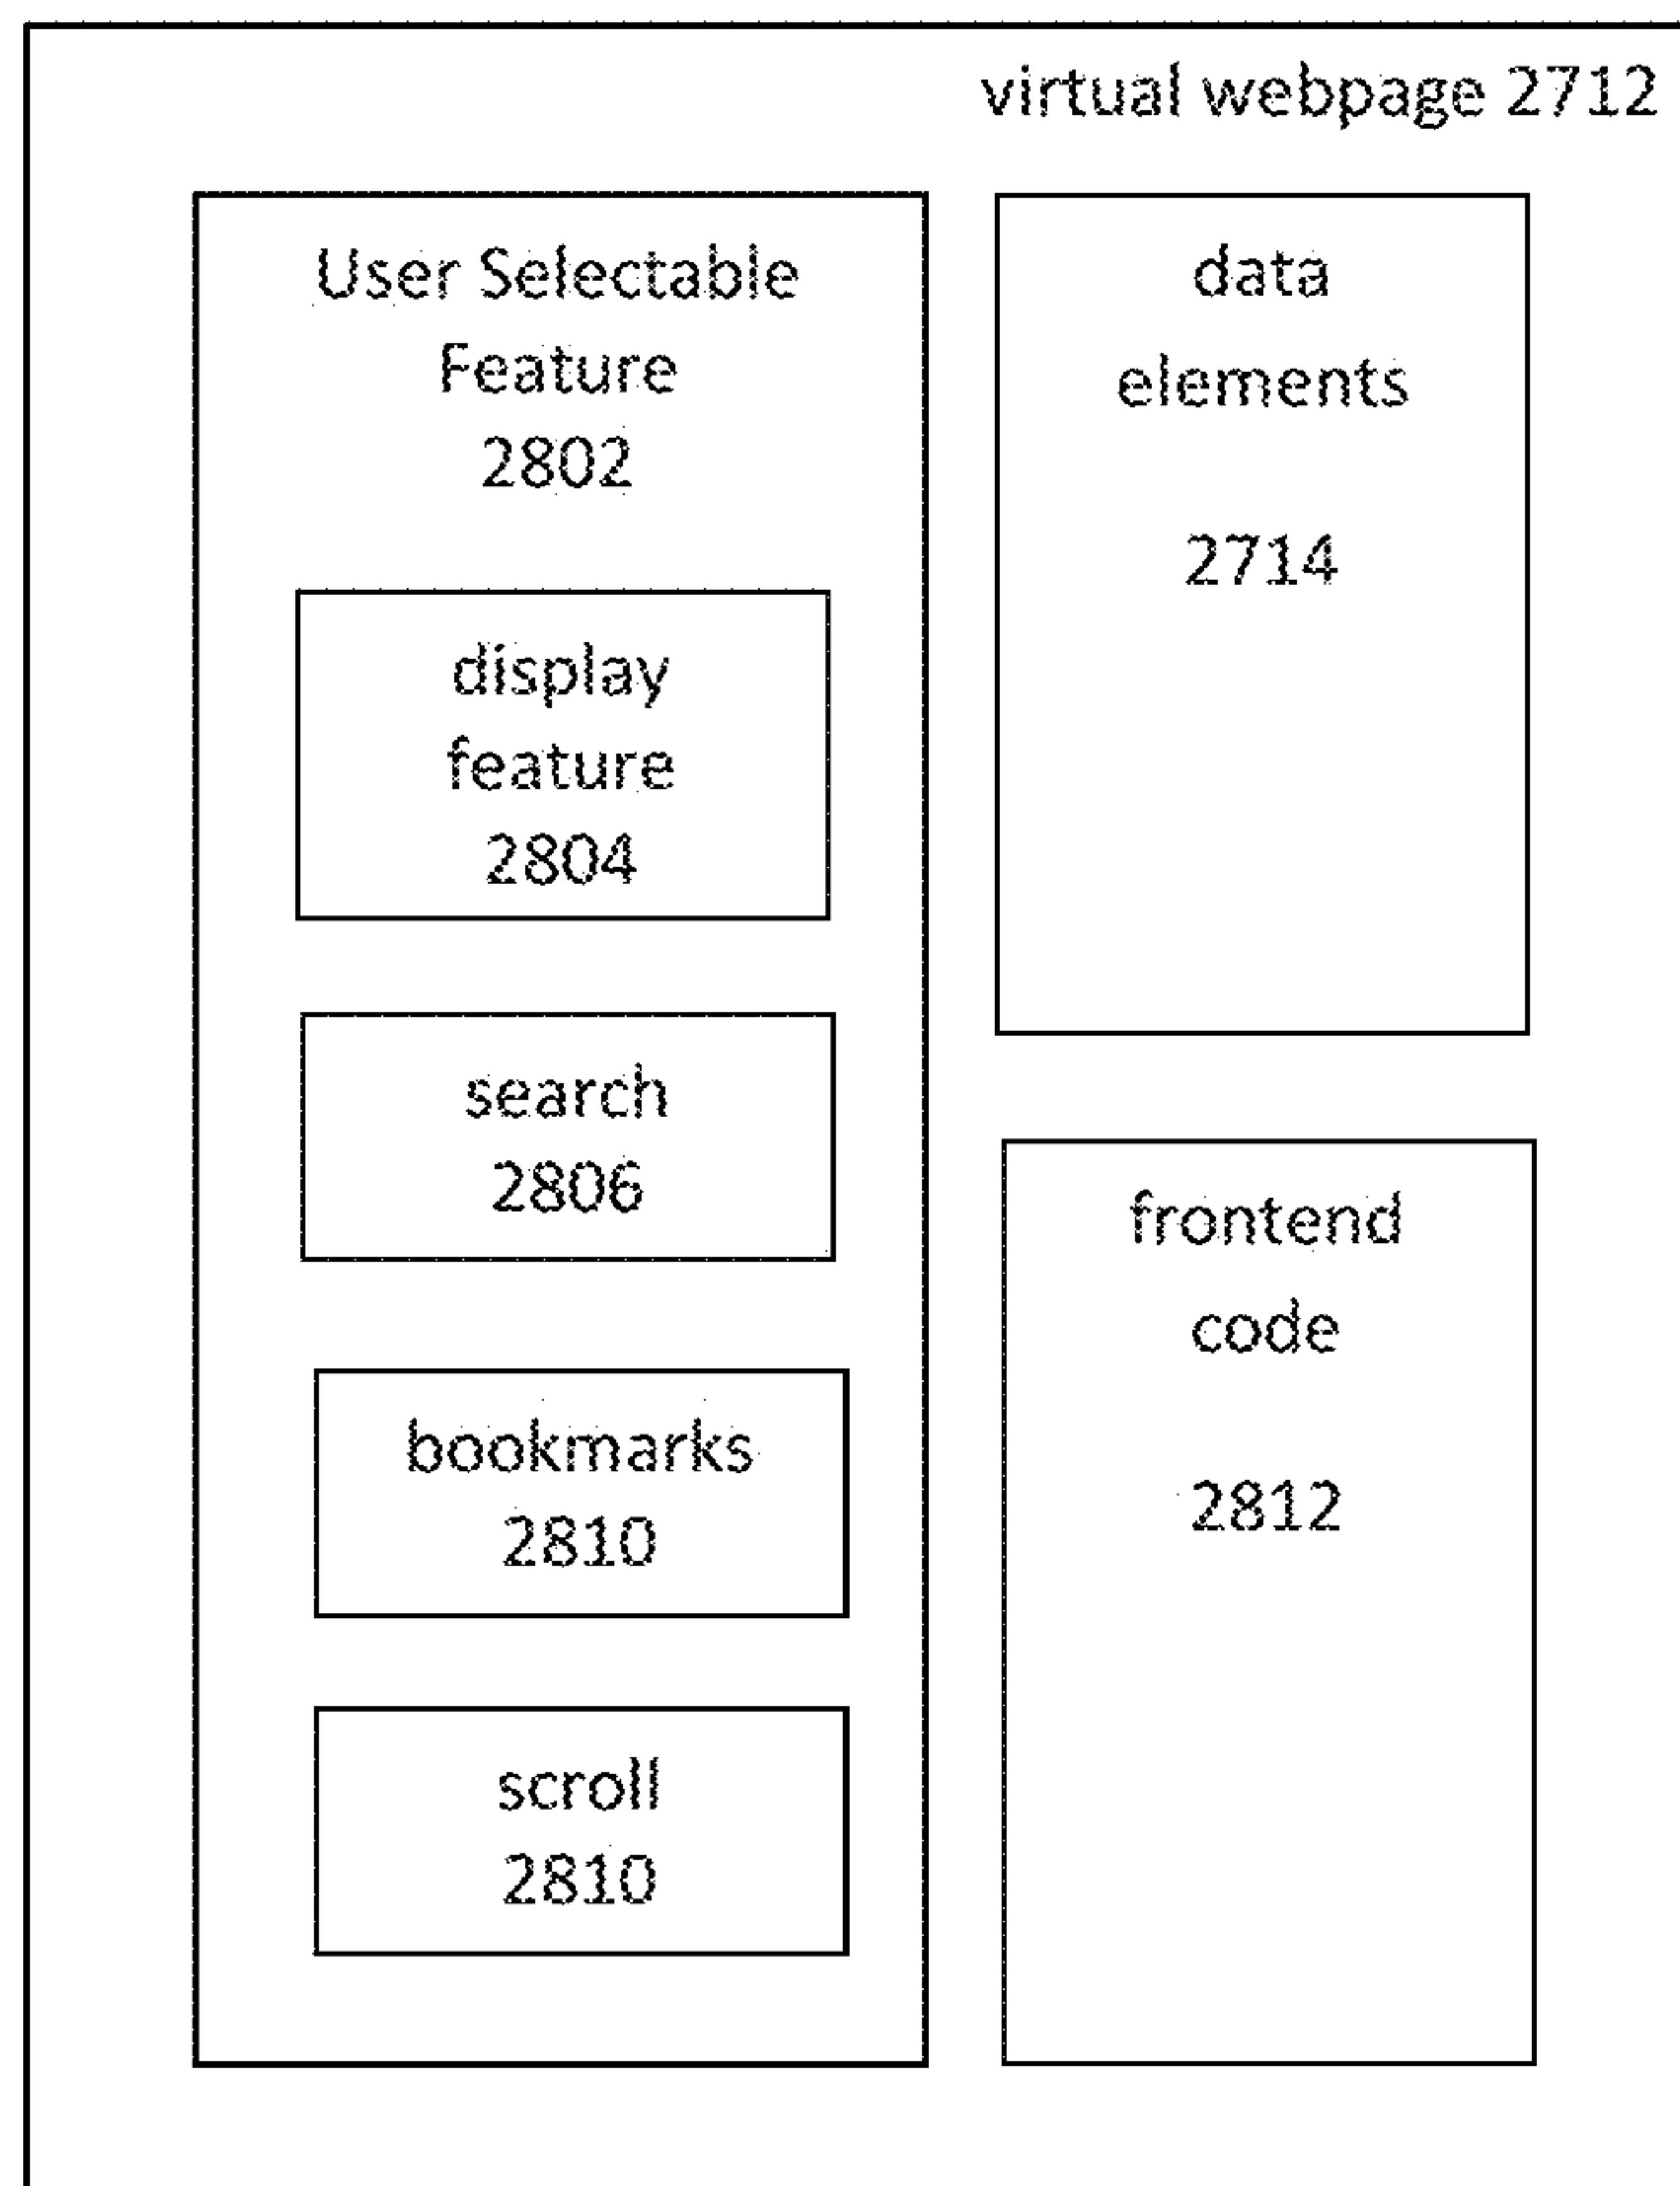 virtual webpage 2712
User Selectable
Feature
2802
display
feature
2804
search
2806
bookmarks
2810
scroll
2810
data
elements
2714
frontend
code
2812